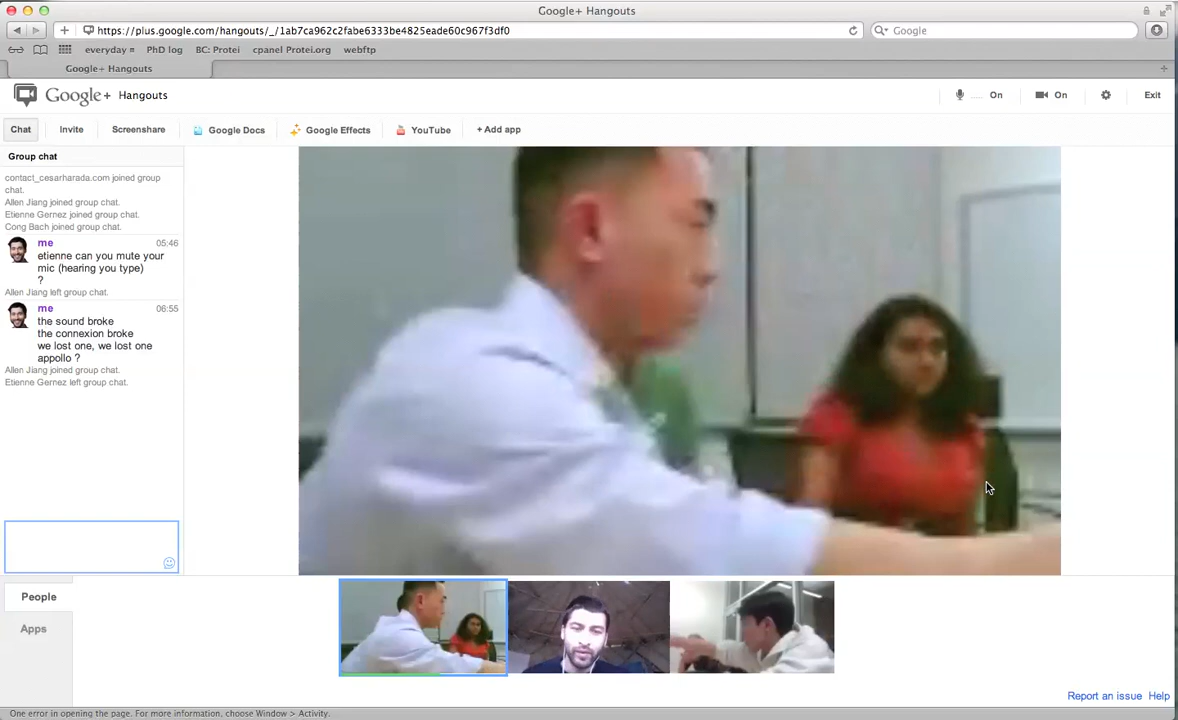 Google+ Hangouts
https://plus.google.com/hangouts/_/1ab7ca962c2fabe6333be4825eade60c967f3df0
Google
everyday
PhD log
BC: Protei
cpanel Protei.org
webftp
Google+ Hangouts
Google+ Hangouts
On
On
Exit
Chat
Invite
Screenshare
Google Docs
Google Effects
YouTube
+ Add app
Group chat
contact_cesarharada.com joined group
chat.
Allen Jiang joined group chat.
Etienne Gernez joined group chat.
Cong Bach joined group chat.
me 05:46
etienne can you mute your
mic (hearing you type)
?
Allen Jiang left group chat.
me 06:55
the sound broke
the connexion broke
we lost one, we lost one
appollo ?
Allen Jiang joined group chat.
Etienne Gernez left group chat.
People
Apps
Report an issue
Help
One error in opening the page. For more information, choose Window > Activity.